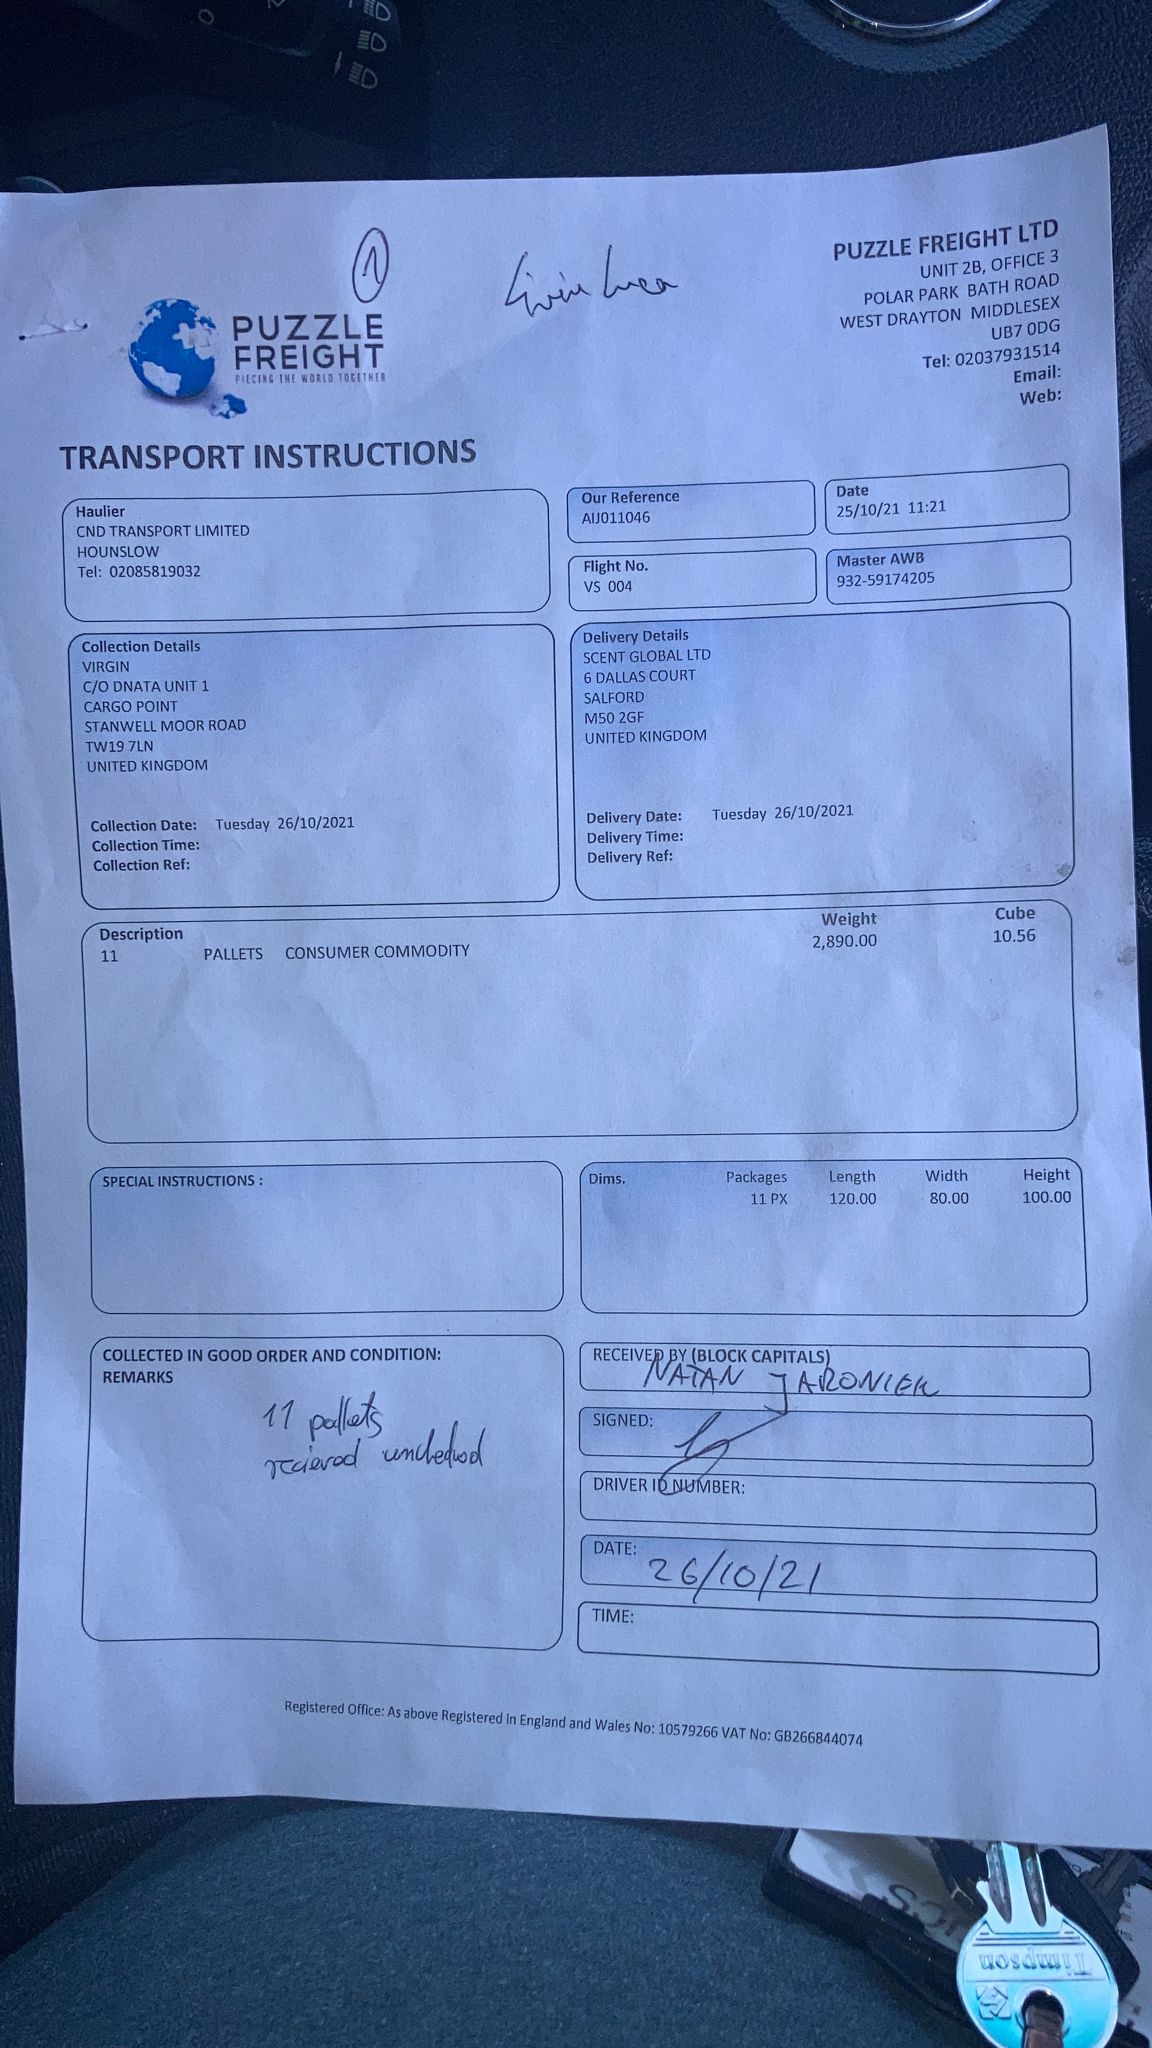 1
PUZZLE
FREIGHT
PIECING THE WORLD TOGETHER
PUZZLE FREIGHT LTD
UNIT 2B, OFFICE 3
POLAR PARK BATH ROAD
WEST DRAYTON MIDDLESEX
UB7 0DG
Tel: 02037931514
Email:
Web:
TRANSPORT INSTRUCTIONS
Haulier
CND TRANSPORT LIMITED
HOUNSLOW
Tel: 02085819032
Our Reference
AIJ011046
Date
25/10/21 11:21
Flight No.
VS 004
Master AWB
932-59174205
Collection Details
VIRGIN
C/O DNATA UNIT 1
CARGO POINT
STANWELL MOOR ROAD
TW19 7LN
UNITED KINGDOM
Collection Date: Tuesday 26/10/2021
Collection Time:
Collection Ref:
Delivery Details
SCENT GLOBAL LTD
6 DALLAS COURT
SALFORD
M50 2GF
UNITED KINGDOM
Delivery Date: Tuesday 26/10/2021
Delivery Time:
Delivery Ref:
Description Weight Cube
11 PALLETS CONSUMER COMMODITY 2,890.00 10.56
SPECIAL INSTRUCTIONS :
Dims. Packages Length Width Height
11 PX 120.00 80.00 100.00
COLLECTED IN GOOD ORDER AND CONDITION:
REMARKS
11 pallets
recieved
RECEIVED BY (BLOCK CAPITALS)
NATAN JARONIEK
SIGNED:
DRIVER ID NUMBER:
DATE: 26/10/21
TIME:
Registered Office: As above Registered in England and Wales No: 10579266 VAT No: GB266844074
Timpson